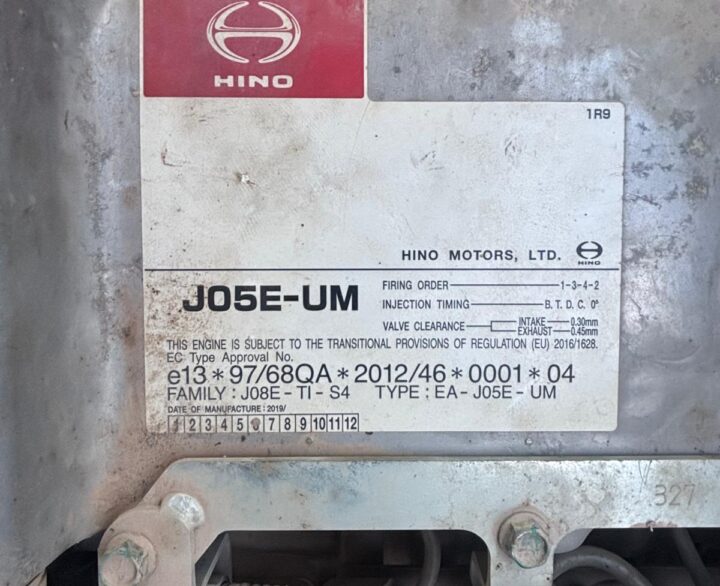 HINO
1R9
HINO MOTORS, LTD. HINO
J05E-UM
FIRING ORDER 1-3-4-2
INJECTION TIMING B. T. D. C. 0°
VALVE CLEARANCE INTAKE 0.30mm
EXHAUST 0.45mm
THIS ENGINE IS SUBJECT TO THE TRANSITIONAL PROVISIONS OF REGULATION (EU) 2016/1628.
EC Type Approval No.
e13*97/68QA*2012/46*0001*04
FAMILY : J08E-TI-S4 TYPE : EA-J05E-UM
DATE OF MANUFACTURE : 2019/
1 2 3 4 5 7 8 9 10 11 12
327